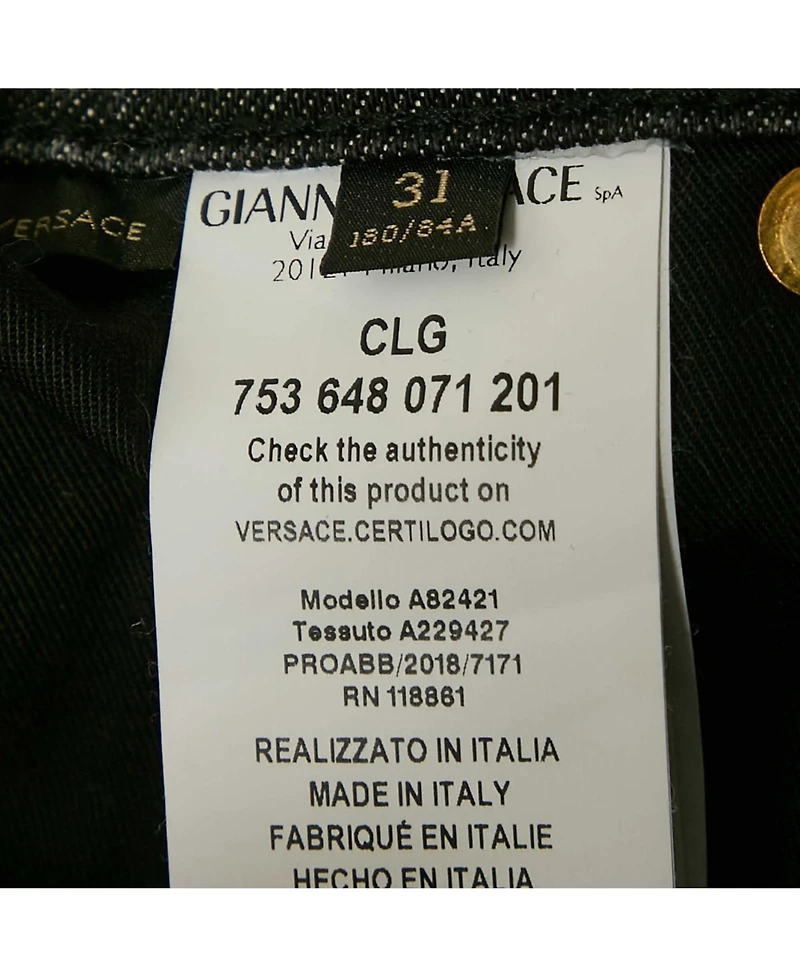 VERSACE
31
180/84A
GIANN ACE SpA
Via
Milano, Italy
CLG
753 648 071 201
Check the authenticity
of this product on
VERSACE.CERTILOGO.COM
Modello A82421
Tessuto A229427
PROABB/2018/7171
RN 118861
REALIZZATO IN ITALIA
MADE IN ITALY
FABRIQUÉ EN ITALIE
HECHO EN ITALIA